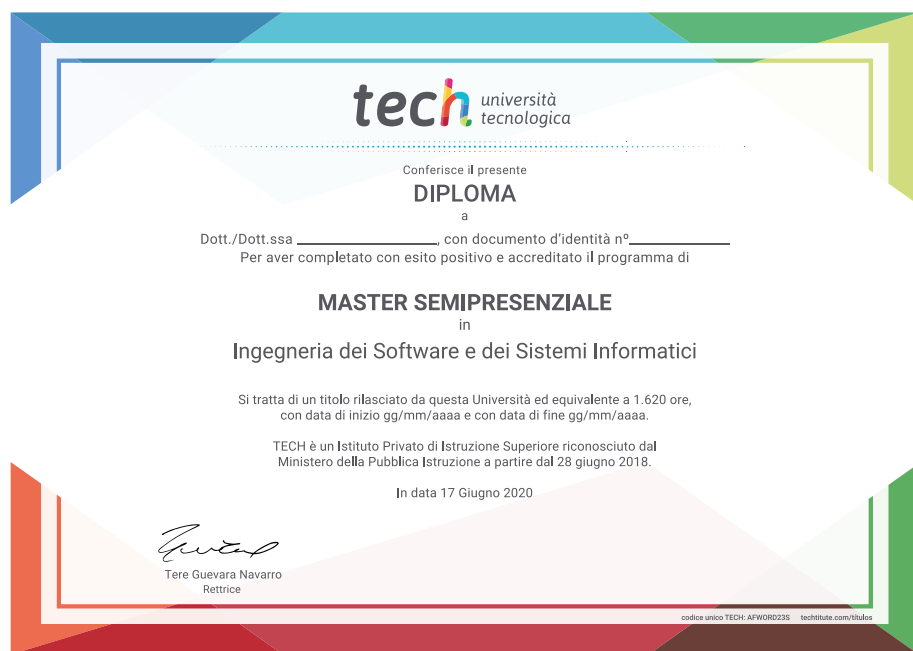 tech università
tecnologica
Conferisce il presente
DIPLOMA
a
Dott./Dott.ssa ____________________, con documento d'identità nº______________
Per aver completato con esito positivo e accreditato il programma di
MASTER SEMIPRESENZIALE
in
Ingegneria dei Software e dei Sistemi Informatici
Si tratta di un titolo rilasciato da questa Università ed equivalente a 1.620 ore,
con data di inizio gg/mm/aaaa e con data di fine gg/mm/aaaa.
TECH è un Istituto Privato di Istruzione Superiore riconosciuto dal
Ministero della Pubblica Istruzione a partire dal 28 giugno 2018.
In data 17 Giugno 2020
Tere Guevara Navarro
Rettrice
codice unico TECH: AFWORD23S techtitute.com/títulos